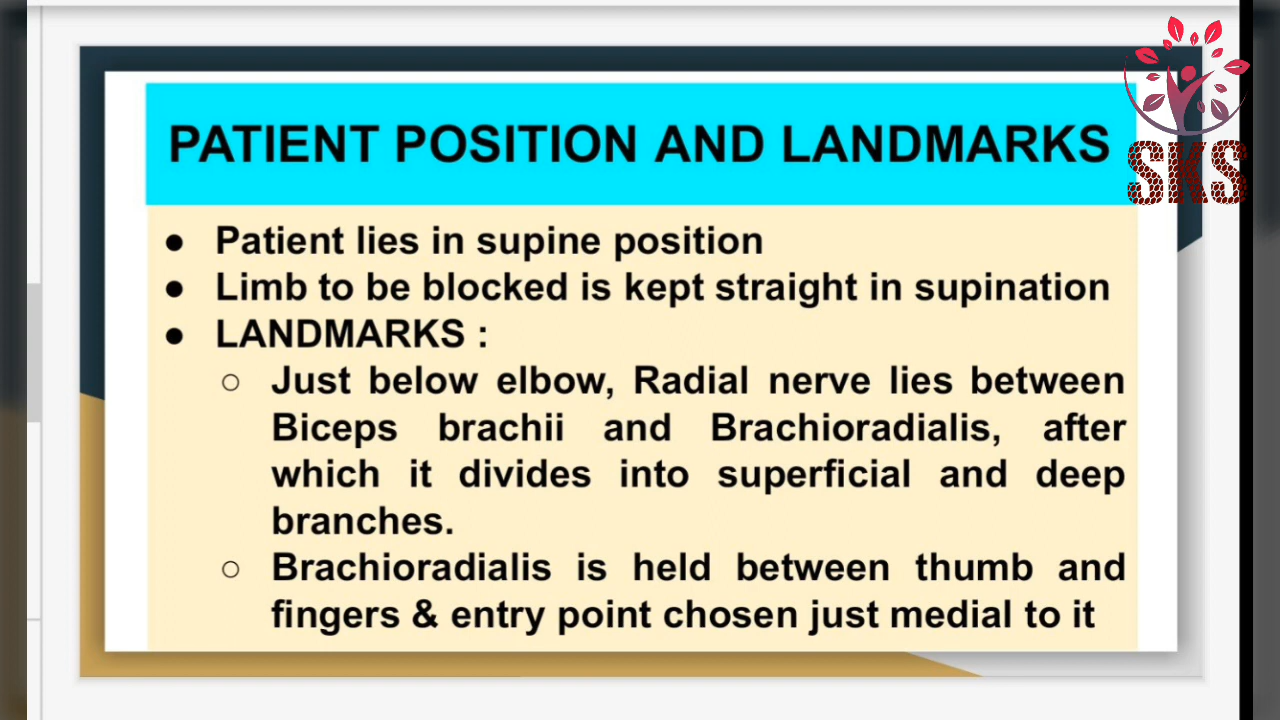 PATIENT POSITION AND LANDMARKS
SKS
● Patient lies in supine position
● Limb to be blocked is kept straight in supination
● LANDMARKS :
○ Just below elbow, Radial nerve lies between
Biceps brachii and Brachioradialis, after
which it divides into superficial and deep
branches.
○ Brachioradialis is held between thumb and
fingers & entry point chosen just medial to it